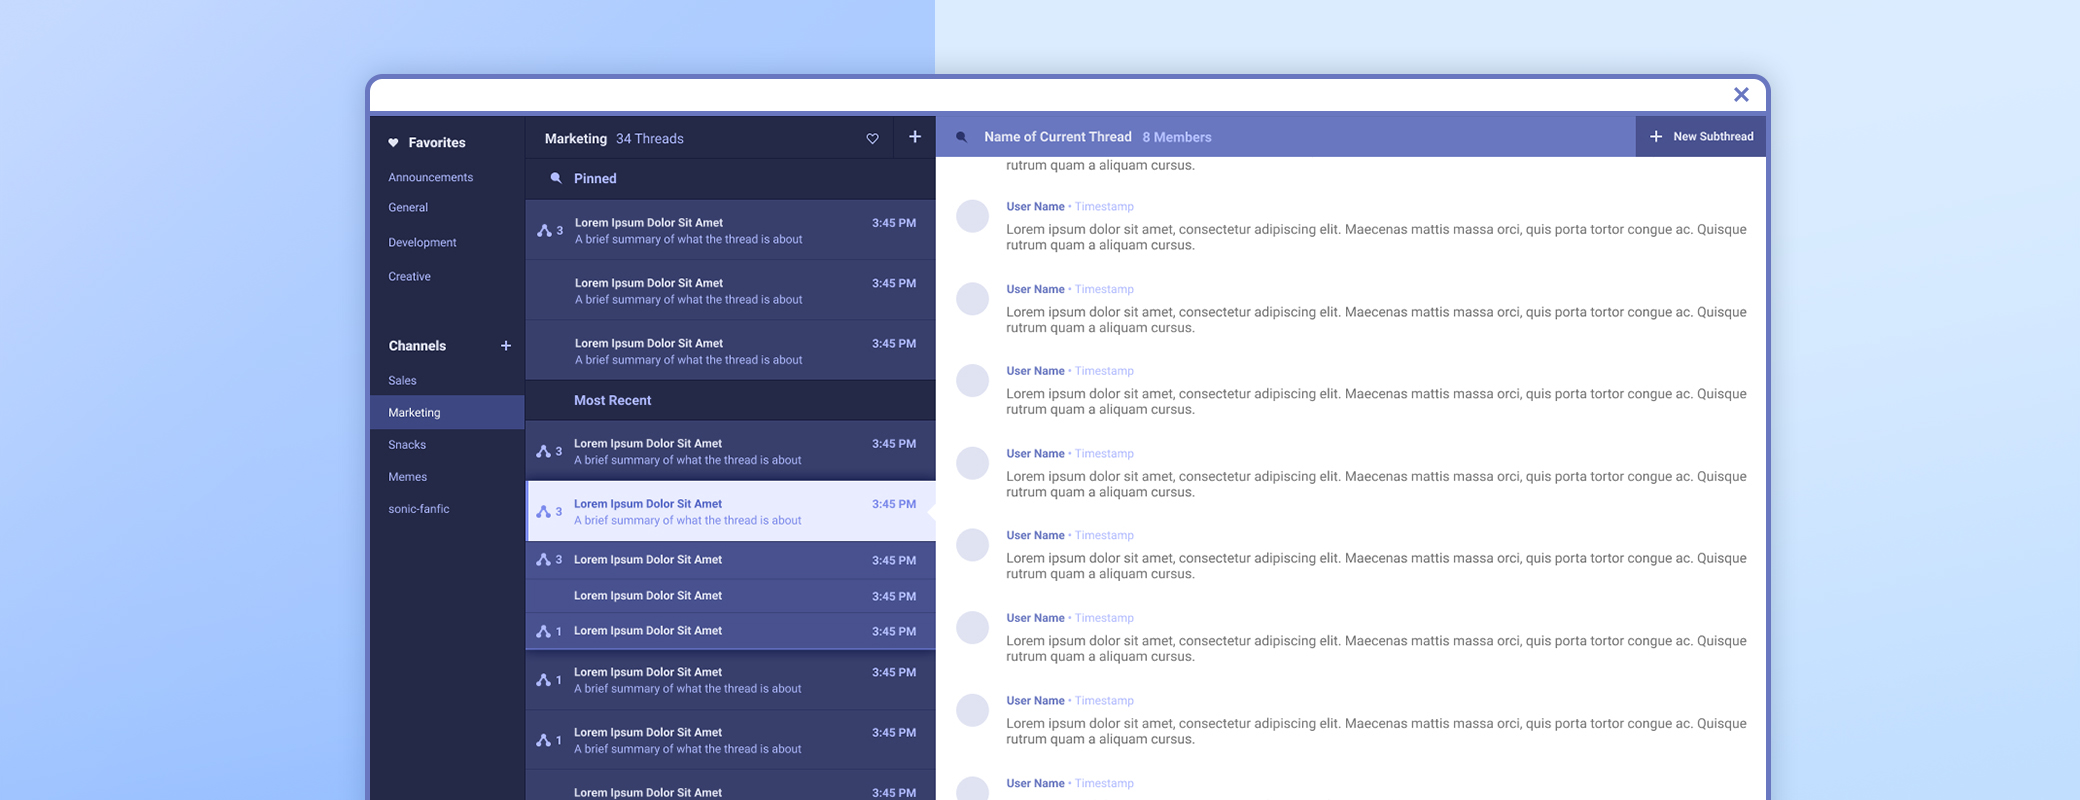 Favorites
Announcements
General
Development
Creative
Channels +
Sales
Marketing
Snacks
Memes
sonic-fanfic
Marketing 34 Threads +
Pinned
Lorem Ipsum Dolor Sit Amet 3:45 PM
3 A brief summary of what the thread is about
Lorem Ipsum Dolor Sit Amet 3:45 PM
A brief summary of what the thread is about
Lorem Ipsum Dolor Sit Amet 3:45 PM
A brief summary of what the thread is about
Most Recent
Lorem Ipsum Dolor Sit Amet 3:45 PM
3 A brief summary of what the thread is about
Lorem Ipsum Dolor Sit Amet 3:45 PM
3 A brief summary of what the thread is about
3 Lorem Ipsum Dolor Sit Amet 3:45 PM
Lorem Ipsum Dolor Sit Amet 3:45 PM
1 Lorem Ipsum Dolor Sit Amet 3:45 PM
Lorem Ipsum Dolor Sit Amet 3:45 PM
1 A brief summary of what the thread is about
Lorem Ipsum Dolor Sit Amet 3:45 PM
1 A brief summary of what the thread is about
Lorem Ipsum Dolor Sit Amet 3:45 PM
Name of Current Thread 8 Members + New Subthread
rutrum quam a aliquam cursus.
User Name • Timestamp
Lorem ipsum dolor sit amet, consectetur adipiscing elit. Maecenas mattis massa orci, quis porta tortor congue ac. Quisque
rutrum quam a aliquam cursus.
User Name • Timestamp
Lorem ipsum dolor sit amet, consectetur adipiscing elit. Maecenas mattis massa orci, quis porta tortor congue ac. Quisque
rutrum quam a aliquam cursus.
User Name • Timestamp
Lorem ipsum dolor sit amet, consectetur adipiscing elit. Maecenas mattis massa orci, quis porta tortor congue ac. Quisque
rutrum quam a aliquam cursus.
User Name • Timestamp
Lorem ipsum dolor sit amet, consectetur adipiscing elit. Maecenas mattis massa orci, quis porta tortor congue ac. Quisque
rutrum quam a aliquam cursus.
User Name • Timestamp
Lorem ipsum dolor sit amet, consectetur adipiscing elit. Maecenas mattis massa orci, quis porta tortor congue ac. Quisque
rutrum quam a aliquam cursus.
User Name • Timestamp
Lorem ipsum dolor sit amet, consectetur adipiscing elit. Maecenas mattis massa orci, quis porta tortor congue ac. Quisque
rutrum quam a aliquam cursus.
User Name • Timestamp
Lorem ipsum dolor sit amet, consectetur adipiscing elit. Maecenas mattis massa orci, quis porta tortor congue ac. Quisque
rutrum quam a aliquam cursus.
User Name • Timestamp